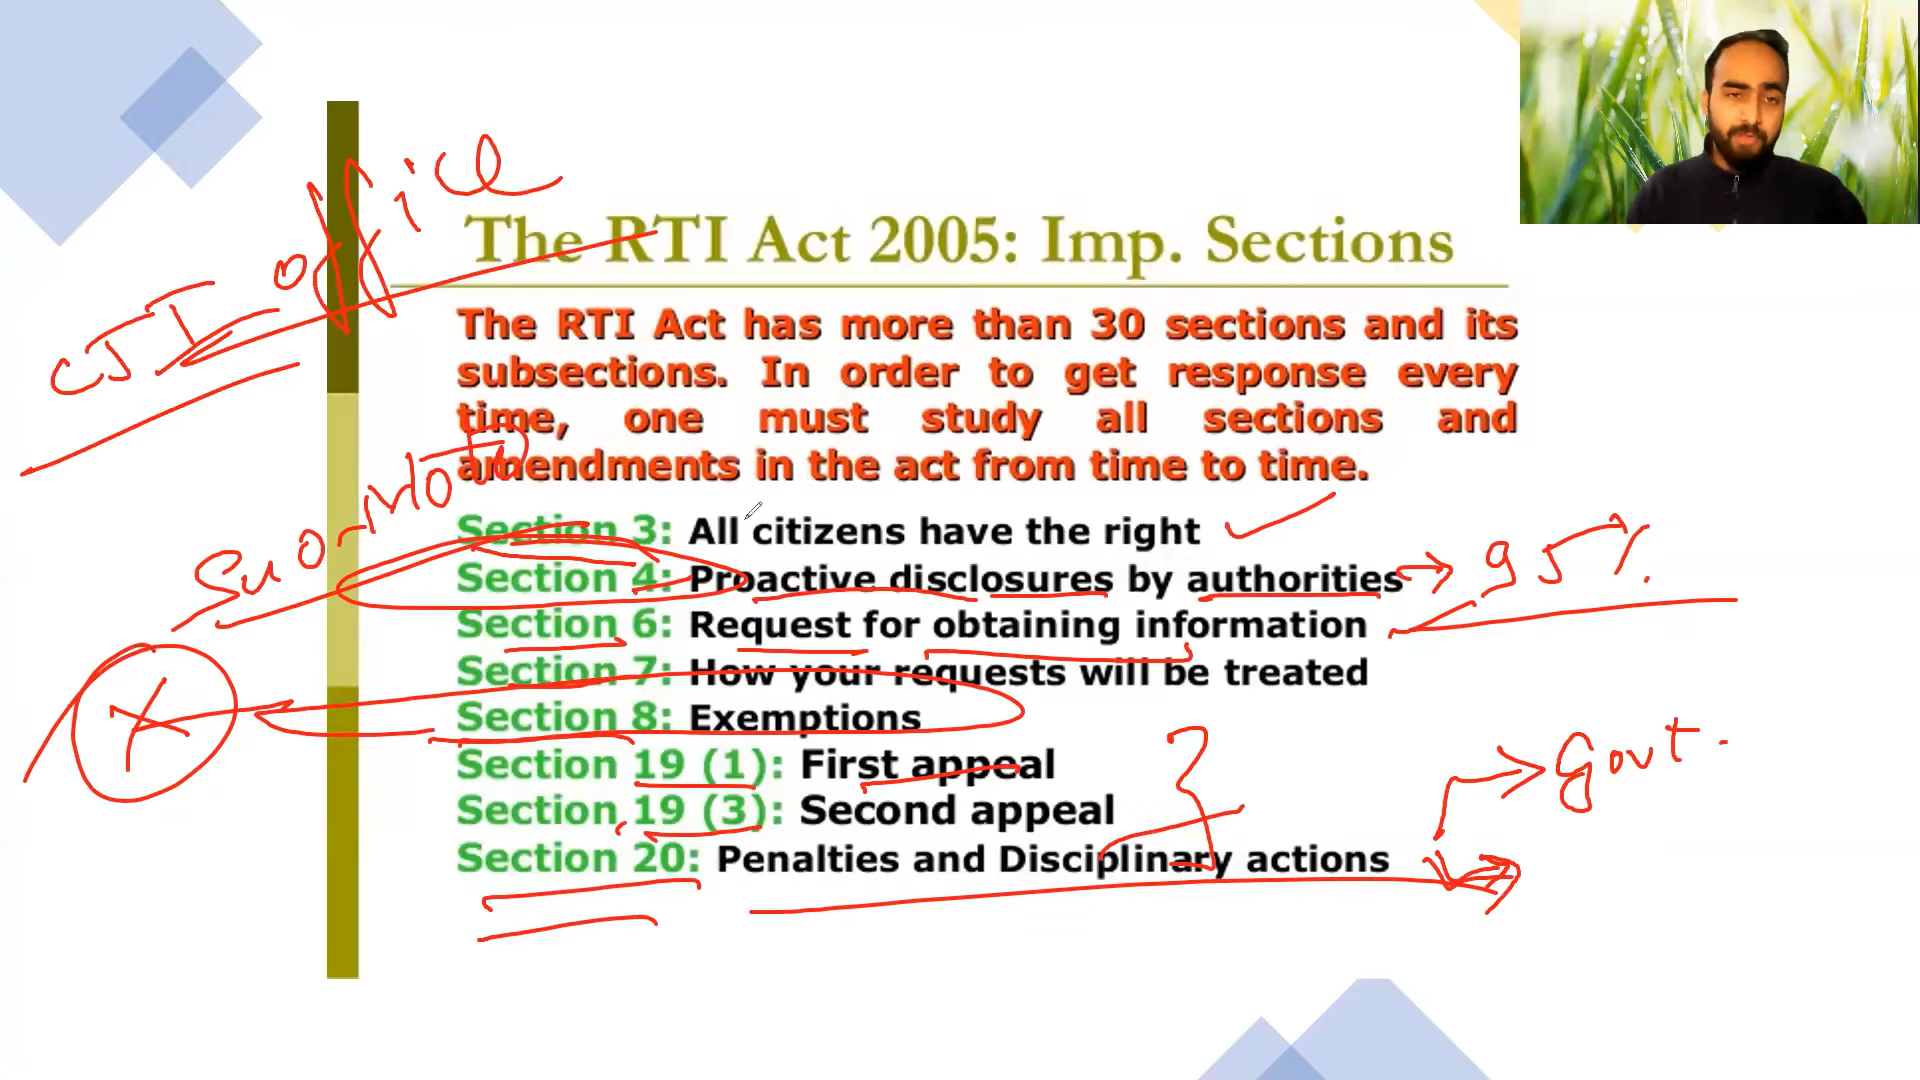 CJI office
The RTI Act 2005: Imp. Sections
The RTI Act has more than 30 sections and its
subsections. In order to get response every
time, one must study all sections and
amendments in the act from time to time.
Suo-Moto
Section 3: All citizens have the right
Section 4: Proactive disclosures by authorities
95%
Section 6: Request for obtaining information
Section 7: How your requests will be treated
Section 8: Exemptions
X
Section 19 (1): First appeal
Govt.
Section 19 (3): Second appeal
Section 20: Penalties and Disciplinary actions